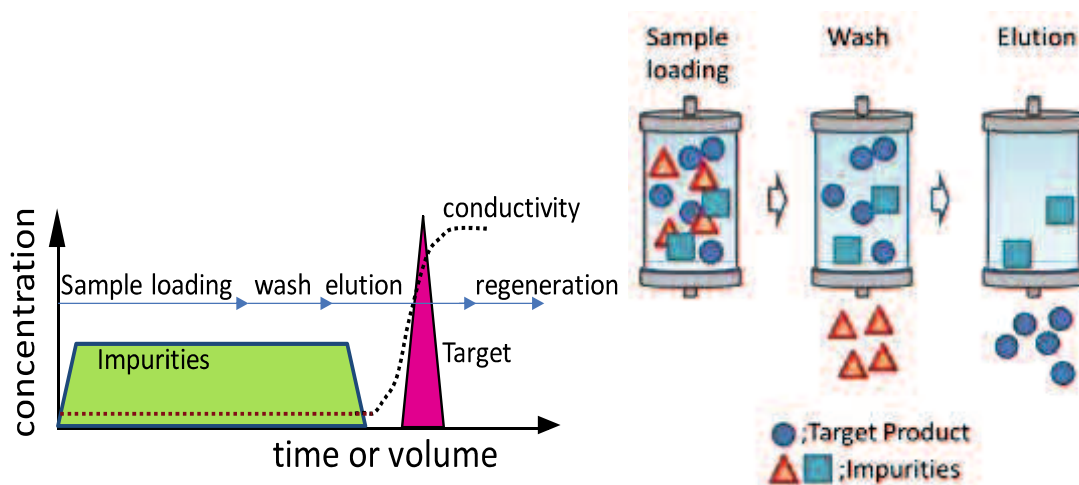 concentration
Sample loading
wash
elution
regeneration
conductivity
Impurities
Target
time or volume
Sample
loading
Wash
Elution
;Target Product
;Impurities